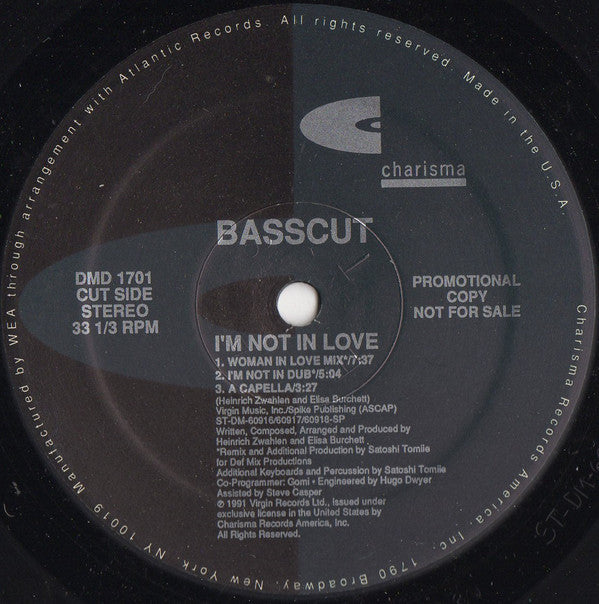 Manufactured by WEA through arrangement with Atlantic Records. All rights reserved. Made in the U.S.A.
Charisma Records America, Inc. 1790 Broadway, New York, NY 10019
charisma
BASSCUT
DMD 1701
CUT SIDE
STEREO
33 1/3 RPM
PROMOTIONAL
COPY
NOT FOR SALE
I'M NOT IN LOVE
1. WOMAN IN LOVE MIX*/7:37
2. I'M NOT IN DUB*/5:04
3. A CAPELLA/3:27
(Heinrich Zwahlen and Elisa Burchett)
Virgin Music, Inc./Spike Publishing (ASCAP)
ST-DM-60916/60917/60918-SP
Written, Composed, Arranged and Produced by
Heinrich Zwahlen and Elisa Burchett
*Remix and Additional Production by Satoshi Tomiie
for Def Mix Productions
Additional Keyboards and Percussion by Satoshi Tomiie
Co-Programmer: Gomi • Engineered by Hugo Dwyer
Assisted by Steve Casper
℗ 1991 Virgin Records Ltd., issued under
exclusive license in the United States by
Charisma Records America, Inc.
All Rights Reserved.
ST-DM-